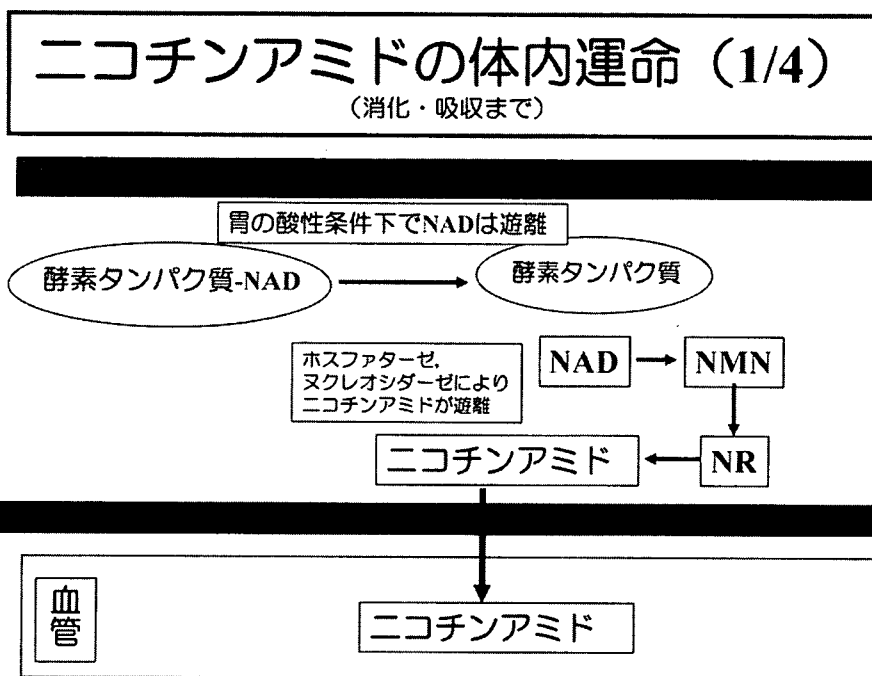 ニコチンアミドの体内運命（1/4）
（消化・吸収まで）
胃の酸性条件下でNADは遊離
酵素タンパク質-NAD
酵素タンパク質
ホスファターゼ,
ヌクレオシダーゼにより
ニコチンアミドが遊離
NAD
NMN
ニコチンアミド
NR
血管
ニコチンアミド